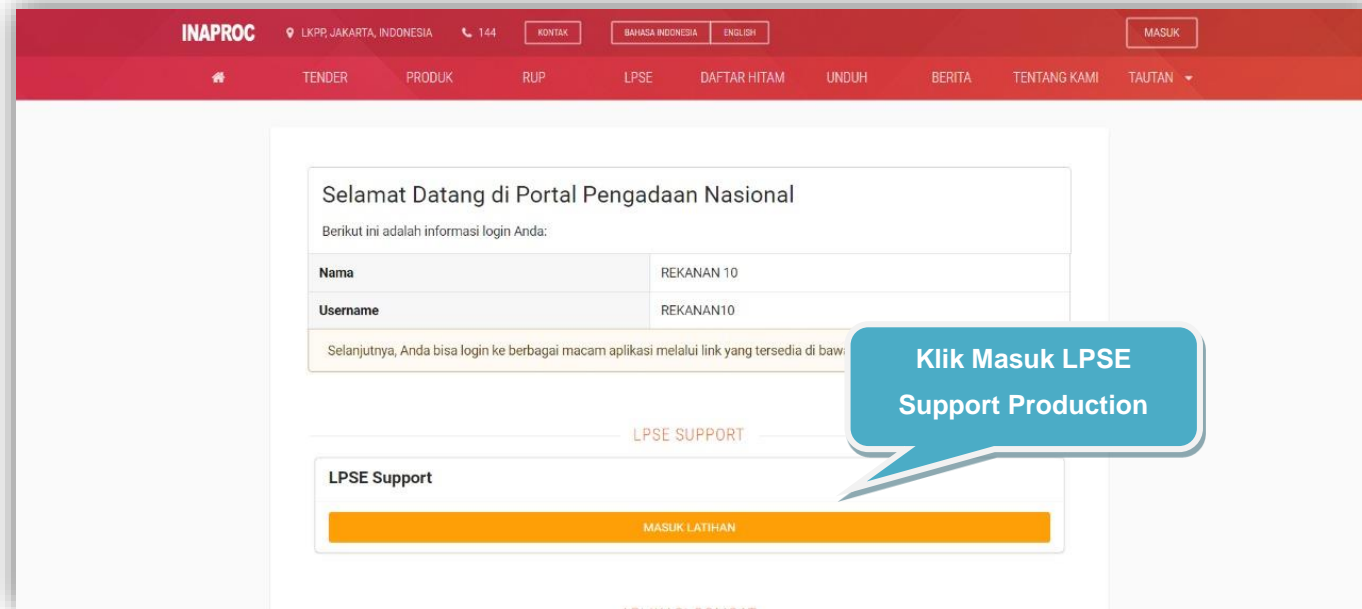 INAPROC LKPP, JAKARTA, INDONESIA 144 KONTAK BAHASA INDONESIA ENGLISH MASUK
TENDER PRODUK RUP LPSE DAFTAR HITAM UNDUH BERITA TENTANG KAMI TAUTAN
Selamat Datang di Portal Pengadaan Nasional
Berikut ini adalah informasi login Anda:
Nama REKANAN 10
Username REKANAN10
Selanjutnya, Anda bisa login ke berbagai macam aplikasi melalui link yang tersedia di
Klik Masuk LPSE
Support Production
LPSE SUPPORT
LPSE Support
MASUK LATIHAN